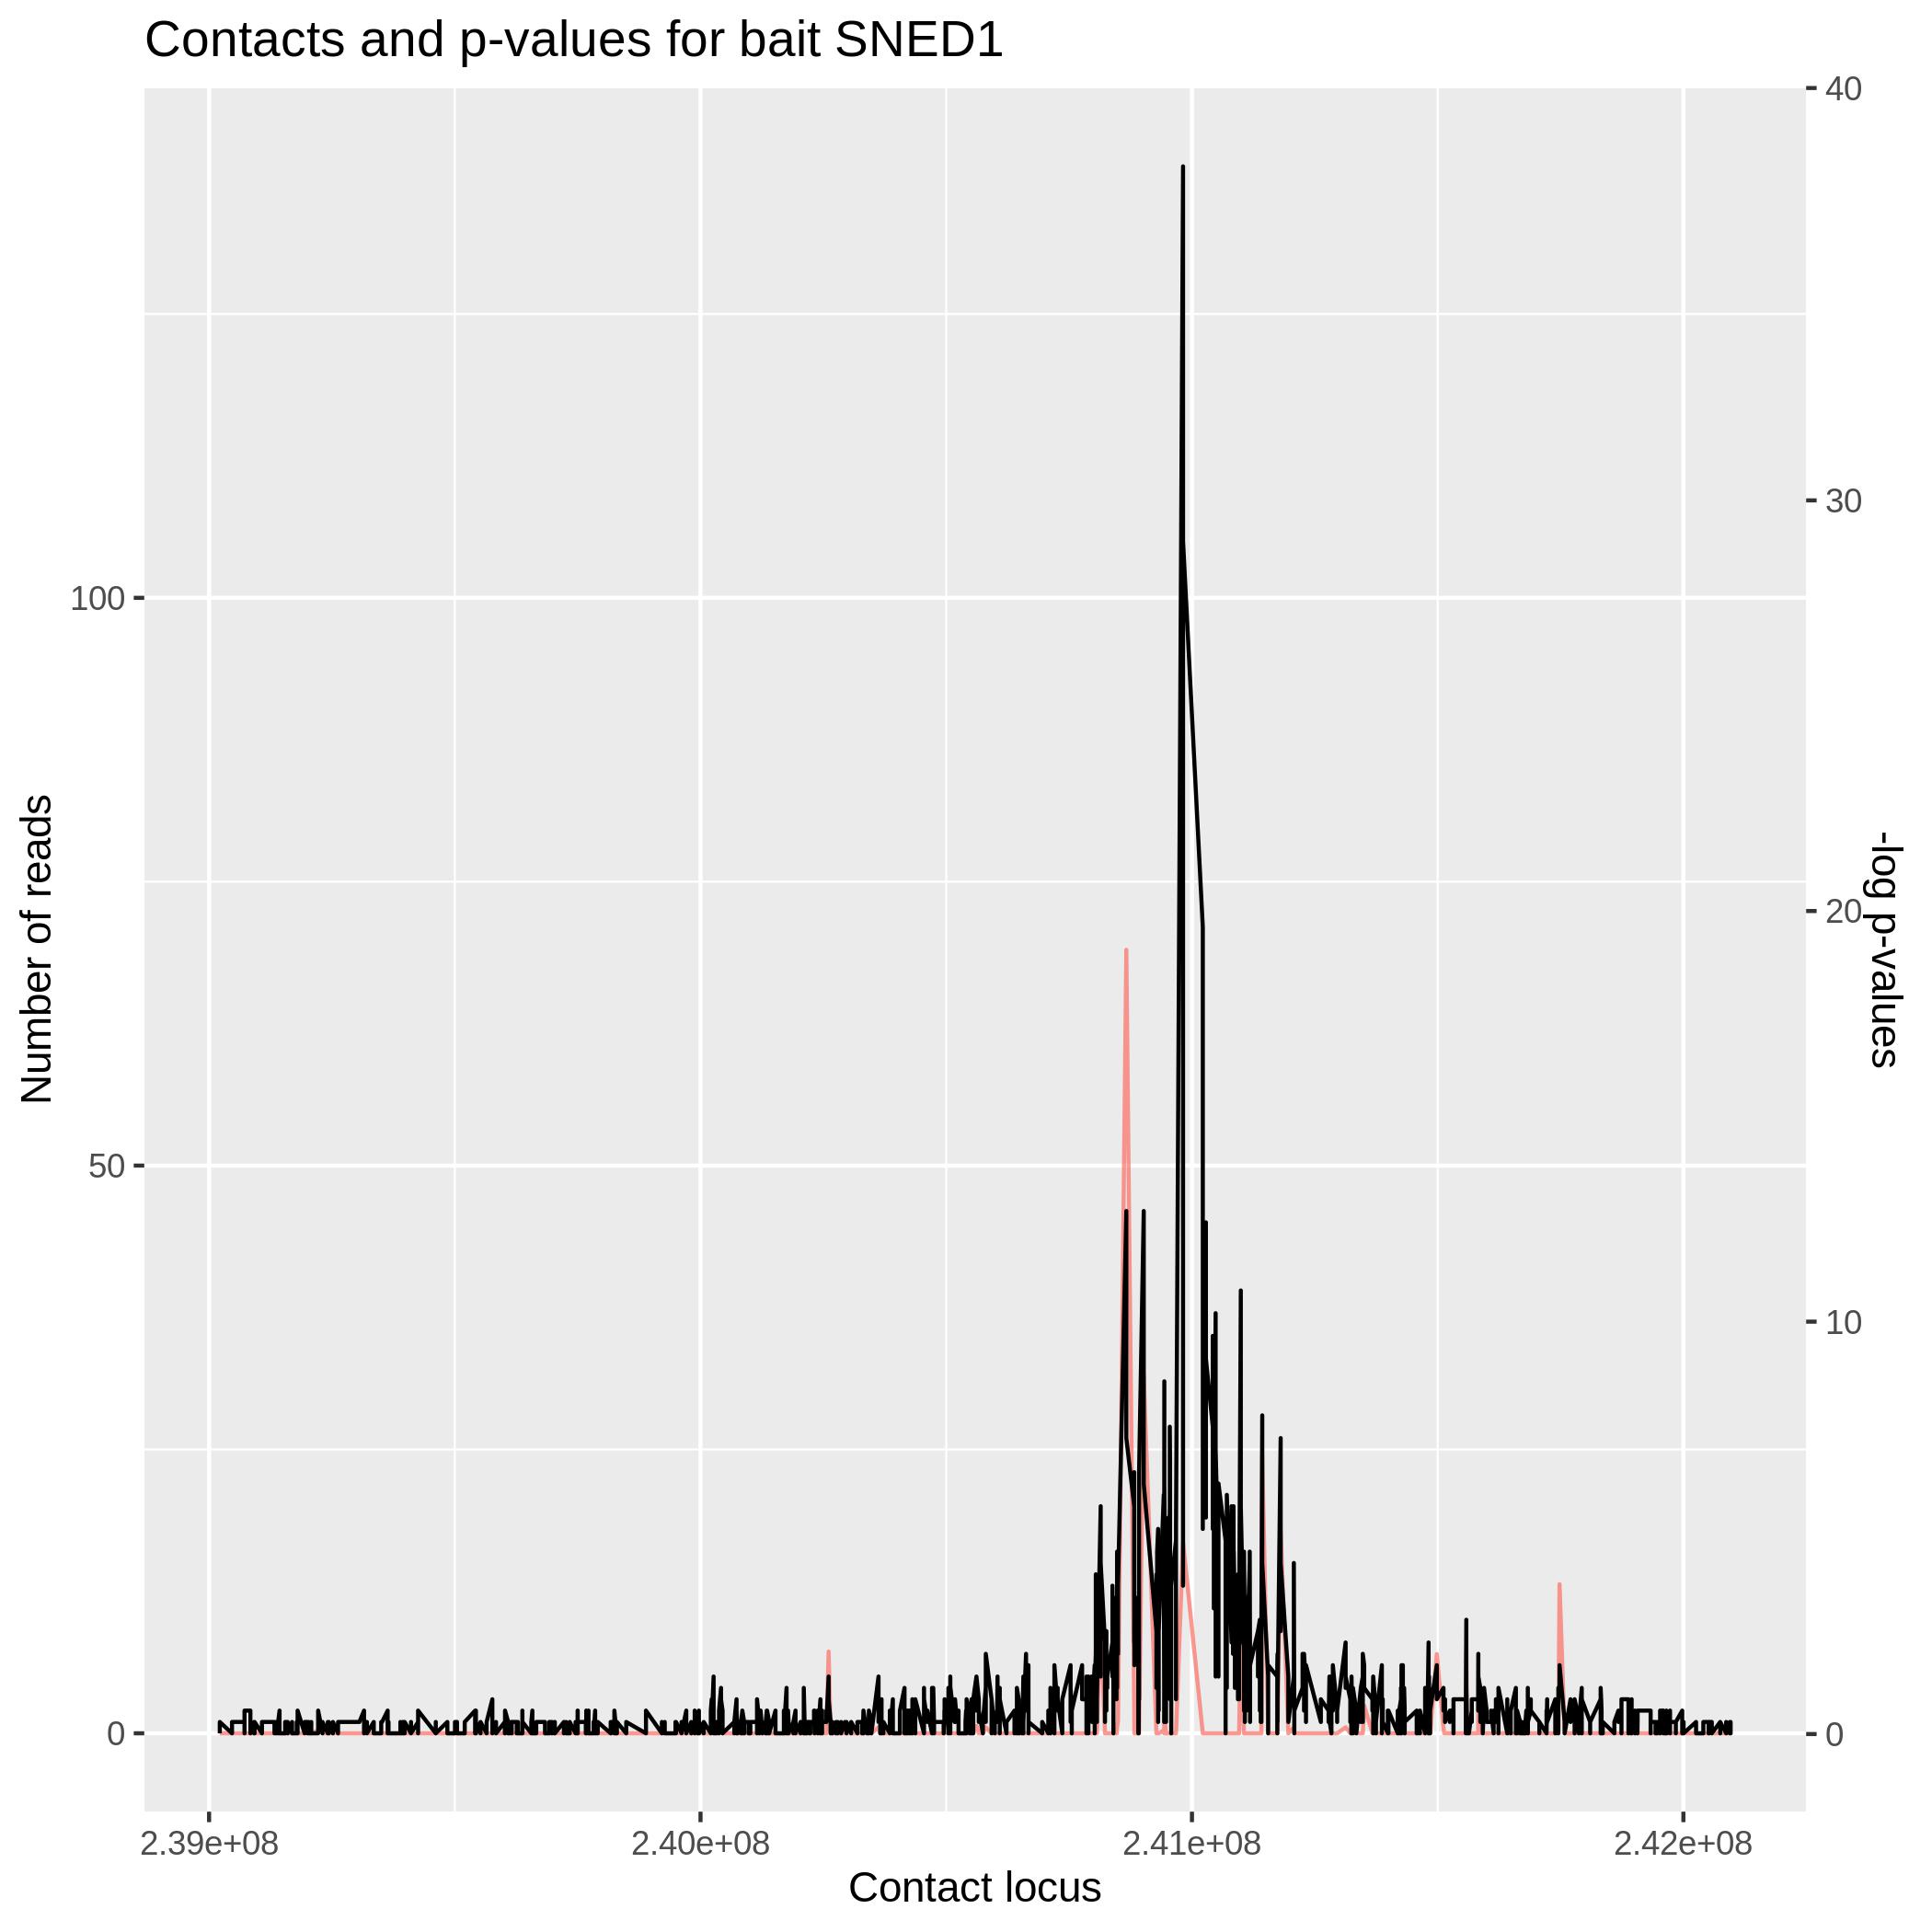 Contacts and p-values for bait SNED1
40
30
20
10
0
100
50
0
Number of reads
-log p-values
2.39e+08
2.40e+08
2.41e+08
2.42e+08
Contact locus